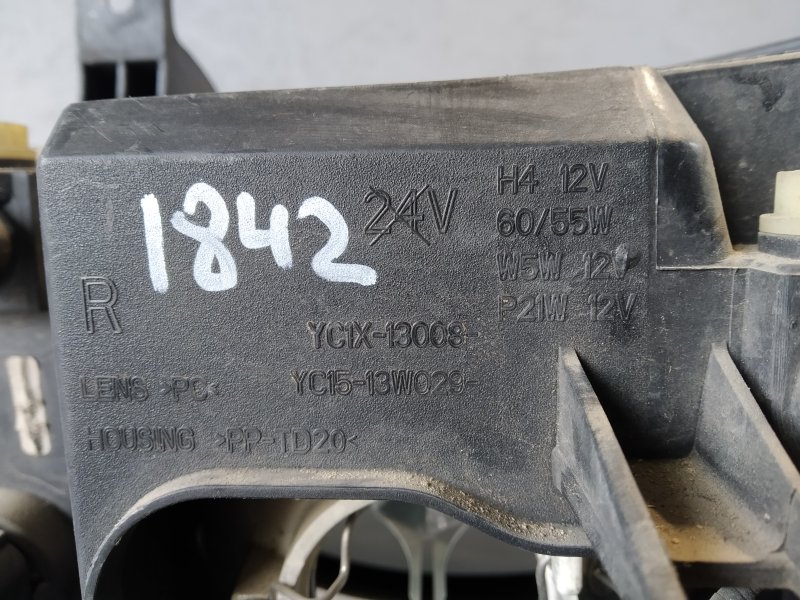 1842
24V
H4 12V
60/55W
W5W 12V
P21W 12V
R
YC1X-13008-
YC15-13W029-
LENS >PC<
HOUSING >PP-TD20<